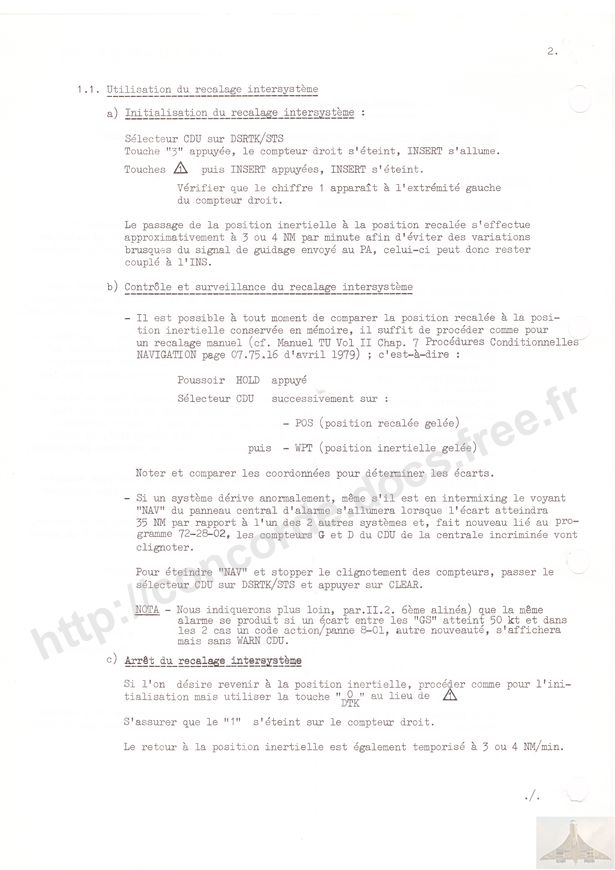 2.
1.1. Utilisation du recalage intersystème
a) Initialisation du recalage intersystème :
Sélecteur CDU sur DSRTK/STS
Touche "3" appuyée, le compteur droit s'éteint, INSERT s'allume.
Touches puis INSERT appuyées, INSERT s'éteint.
Vérifier que le chiffre 1 apparaît à l'extrémité gauche
du compteur droit.
Le passage de la position inertielle à la position recalée s'effectue
approximativement à 3 ou 4 NM par minute afin d'éviter des variations
brusques du signal de guidage envoyé au PA, celui-ci peut donc rester
couplé à l'INS.
b) Contrôle et surveillance du recalage intersystème
- Il est possible à tout moment de comparer la position recalée à la posi-
tion inertielle conservée en mémoire, il suffit de procéder comme pour
un recalage manuel (cf. Manuel TU Vol II Chap. 7 Procédures Conditionnelles
NAVIGATION page 07.75.16 d'avril 1979) ; c'est-à-dire :
Poussoir HOLD appuyé
Sélecteur CDU successivement sur :
- POS (position recalée gelée)
puis - WPT (position inertielle gelée)
Noter et comparer les coordonnées pour déterminer les écarts.
- Si un système dérive anormalement, même s'il est en intermixing le voyant
"NAV" du panneau central d'alarme s'allumera lorsque l'écart atteindra
35 NM par rapport à l'un des 2 autres systèmes et, fait nouveau lié au pro-
gramme 72-28-02, les compteurs G et D du CDU de la centrale incriminée vont
clignoter.
Pour éteindre "NAV" et stopper le clignotement des compteurs, passer le
sélecteur CDU sur DSRTK/STS et appuyer sur CLEAR.
NOTA - Nous indiquerons plus loin, par.II.2. 6ème alinéa) que la même
alarme se produit si un écart entre les "GS" atteint 50 kt et dans
les 2 cas un code action/panne 8-01, autre nouveauté, s'affichera
mais sans WARN CDU.
c) Arrêt du recalage intersystème
Si l'on désire revenir à la position inertielle, procéder comme pour l'ini-
tialisation mais utiliser la touche "0/DTK" au lieu de
S'assurer que le "1" s'éteint sur le compteur droit.
Le retour à la position inertielle est également temporisé à 3 ou 4 NM/min.
./.
http://concorde.docs.free.fr